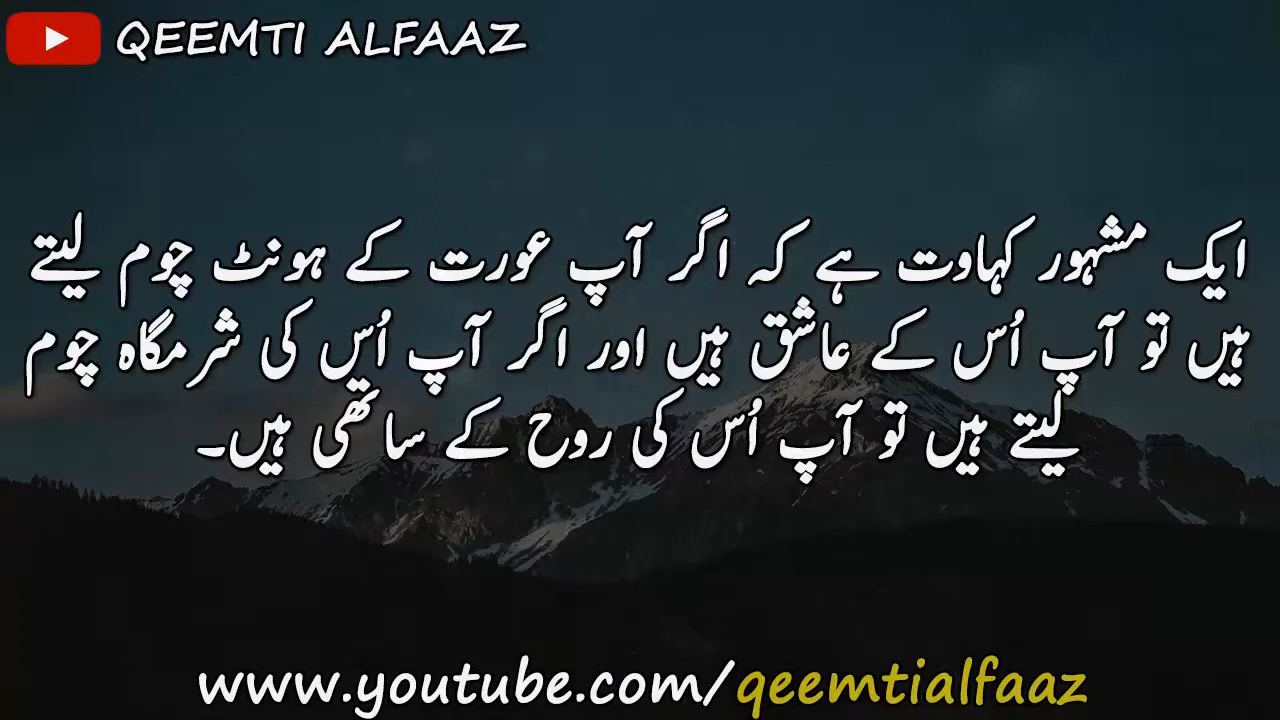 QEEMTI ALFAAZ
ایک مشہور کہاوت ہے کہ اگر آپ عورت کے ہونٹ چوم لیتے
ہیں تو آپ اُس کے عاشق ہیں اور اگر آپ اُس کی شرمگاہ چوم
لیتے ہیں تو آپ اُس کی روح کے ساتھی ہیں۔
www.youtube.com/qeemtialfaaz